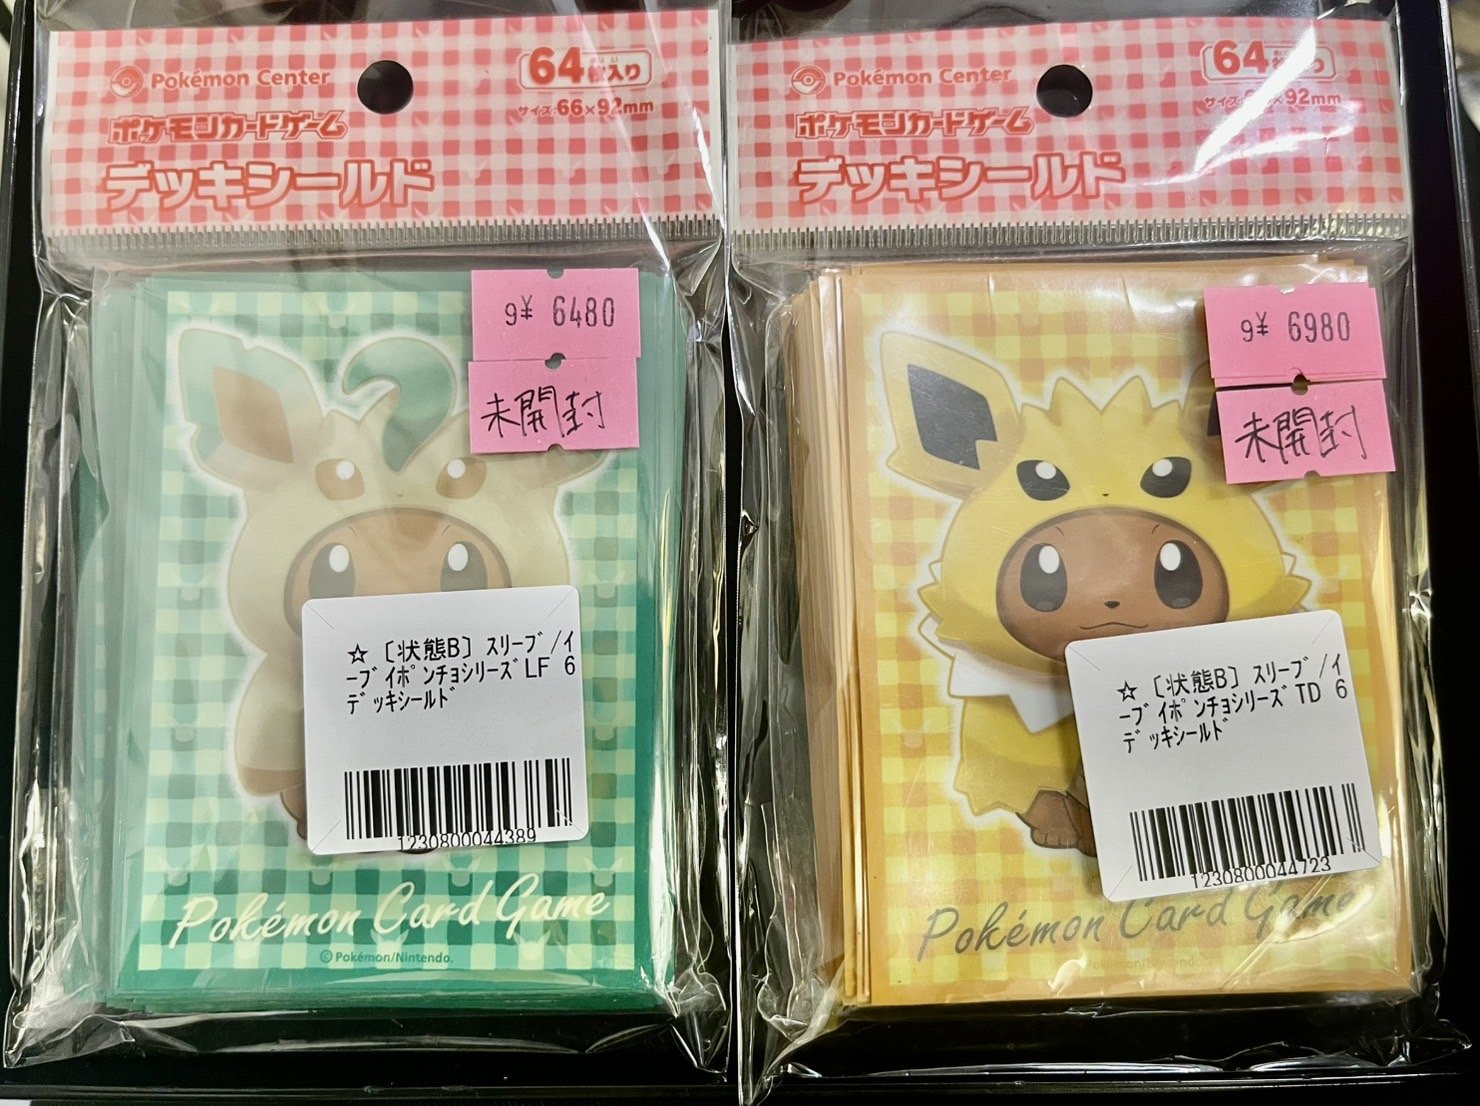 Pokémon Center
64枚入り
サイズ:66×92mm
ポケモンカードゲーム
デッキシールド
9¥ 6480
未開封
☆〔状態B〕ｽﾘｰﾌﾞ/ｲ
ｰﾌﾞｲﾎﾟﾝﾁｮｼﾘｰｽﾞLF 6
ﾃﾞｯｷｼｰﾙﾄﾞ
1230800044389
Pokémon Card Game
©Pokémon/Nintendo.
Pokémon Center
64枚入り
92mm
ポケモンカードゲーム
デッキシールド
9¥ 6980
未開封
☆〔状態B〕ｽﾘｰﾌﾞ/ｲ
ｰﾌﾞｲﾎﾟﾝﾁｮｼﾘｰｽﾞTD 6
ﾃﾞｯｷｼｰﾙﾄﾞ
1230800044723
Pokémon Card Game